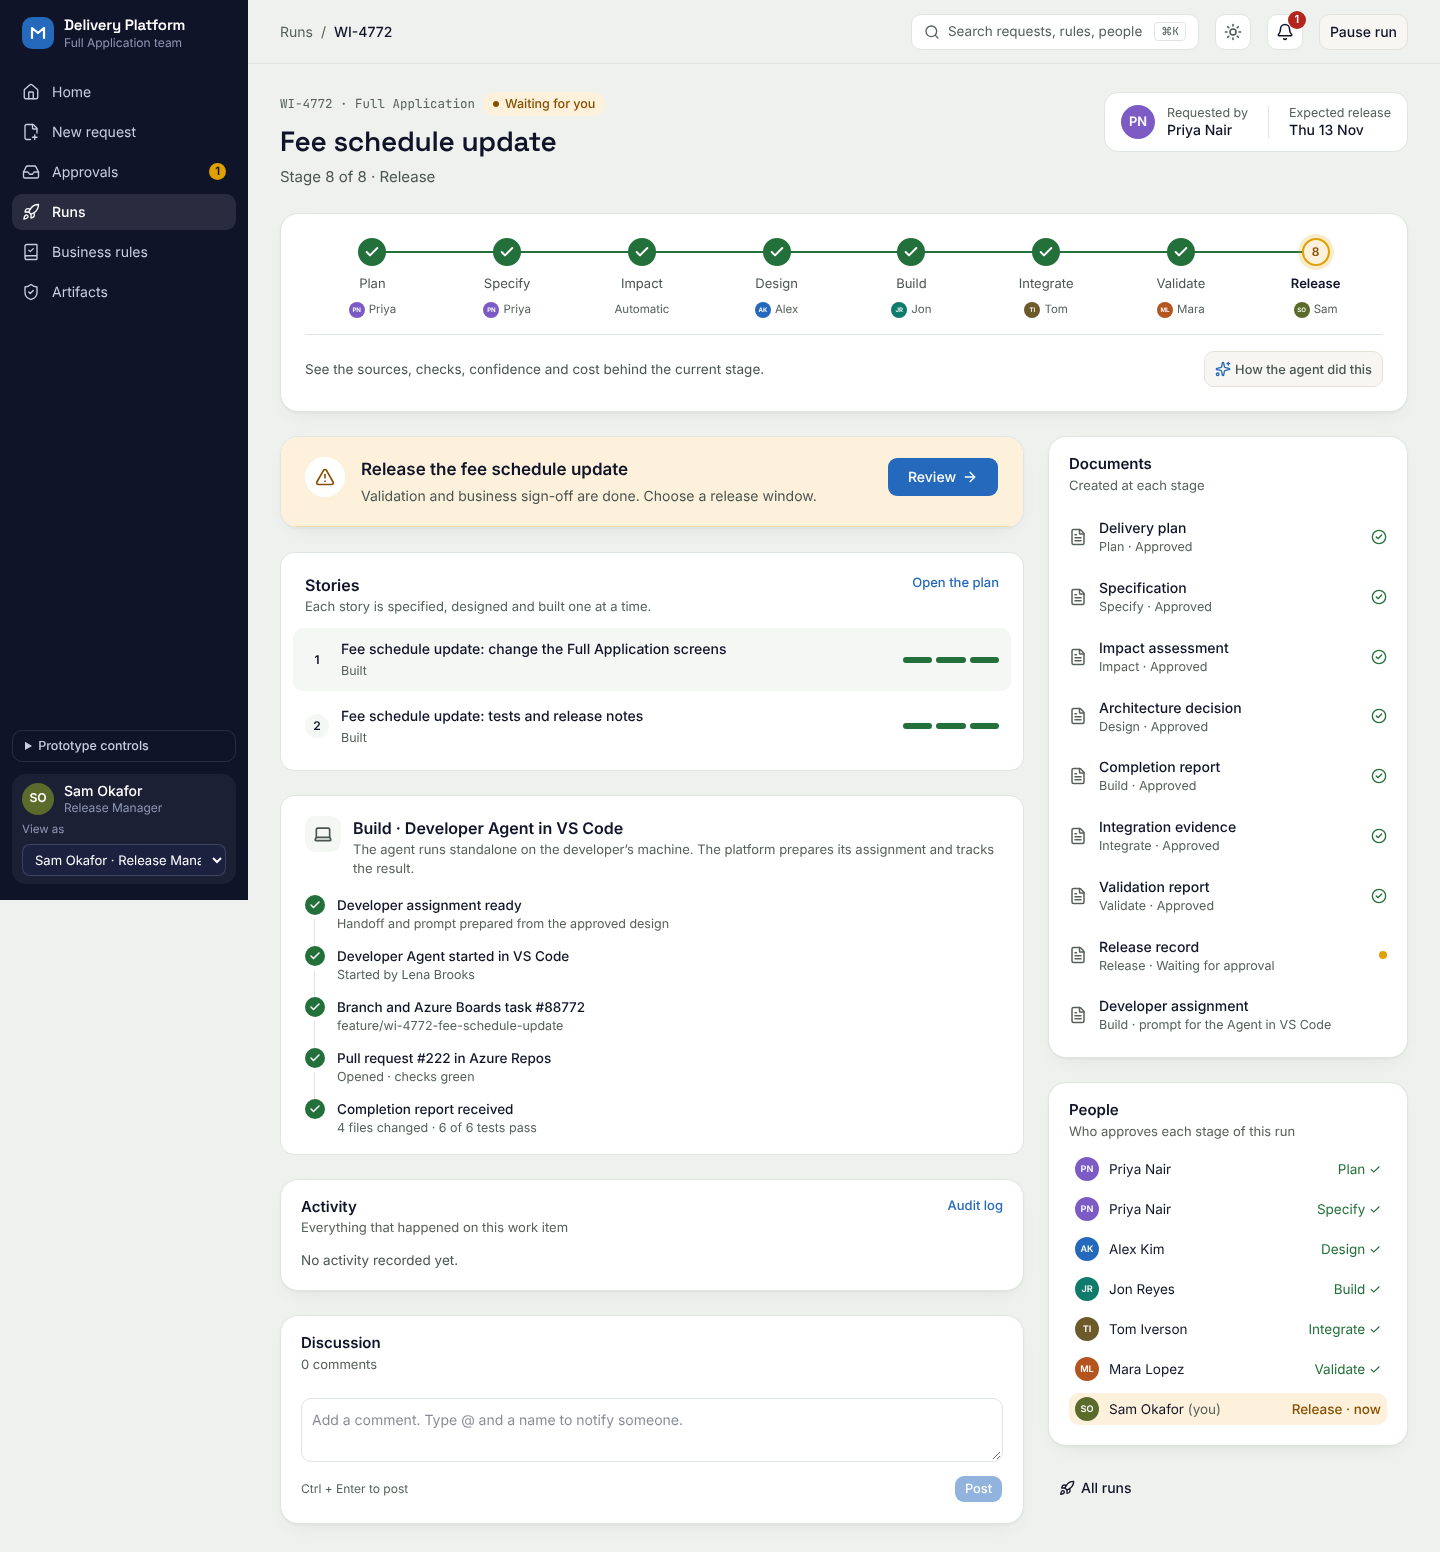 Delivery Platform
Full Application team
Home
New request
Approvals
1
Runs
Business rules
Artifacts
Prototype controls
SO
Sam Okafor
Release Manager
View as
Sam Okafor · Release Mana
Runs / WI-4772
Search requests, rules, people
⌘K
1
Pause run
WI-4772 · Full Application
Waiting for you
Fee schedule update
Stage 8 of 8 · Release
PN
Requested by
Priya Nair
Expected release
Thu 13 Nov
8
Plan
Specify
Impact
Design
Build
Integrate
Validate
Release
PN Priya
PN Priya
Automatic
AK Alex
JR Jon
TI Tom
ML Mara
SO Sam
See the sources, checks, confidence and cost behind the current stage.
How the agent did this
Release the fee schedule update
Validation and business sign-off are done. Choose a release window.
Review
Stories
Each story is specified, designed and built one at a time.
Open the plan
1
Fee schedule update: change the Full Application screens
Built
2
Fee schedule update: tests and release notes
Built
Build · Developer Agent in VS Code
The agent runs standalone on the developer’s machine. The platform prepares its assignment and tracks
the result.
Developer assignment ready
Handoff and prompt prepared from the approved design
Developer Agent started in VS Code
Started by Lena Brooks
Branch and Azure Boards task #88772
feature/wi-4772-fee-schedule-update
Pull request #222 in Azure Repos
Opened · checks green
Completion report received
4 files changed · 6 of 6 tests pass
Activity
Everything that happened on this work item
Audit log
No activity recorded yet.
Discussion
0 comments
Add a comment. Type @ and a name to notify someone.
Ctrl + Enter to post
Post
Documents
Created at each stage
Delivery plan
Plan · Approved
Specification
Specify · Approved
Impact assessment
Impact · Approved
Architecture decision
Design · Approved
Completion report
Build · Approved
Integration evidence
Integrate · Approved
Validation report
Validate · Approved
Release record
Release · Waiting for approval
Developer assignment
Build · prompt for the Agent in VS Code
People
Who approves each stage of this run
PN Priya Nair Plan ✓
PN Priya Nair Specify ✓
AK Alex Kim Design ✓
JR Jon Reyes Build ✓
TI Tom Iverson Integrate ✓
ML Mara Lopez Validate ✓
SO Sam Okafor (you) Release · now
All runs